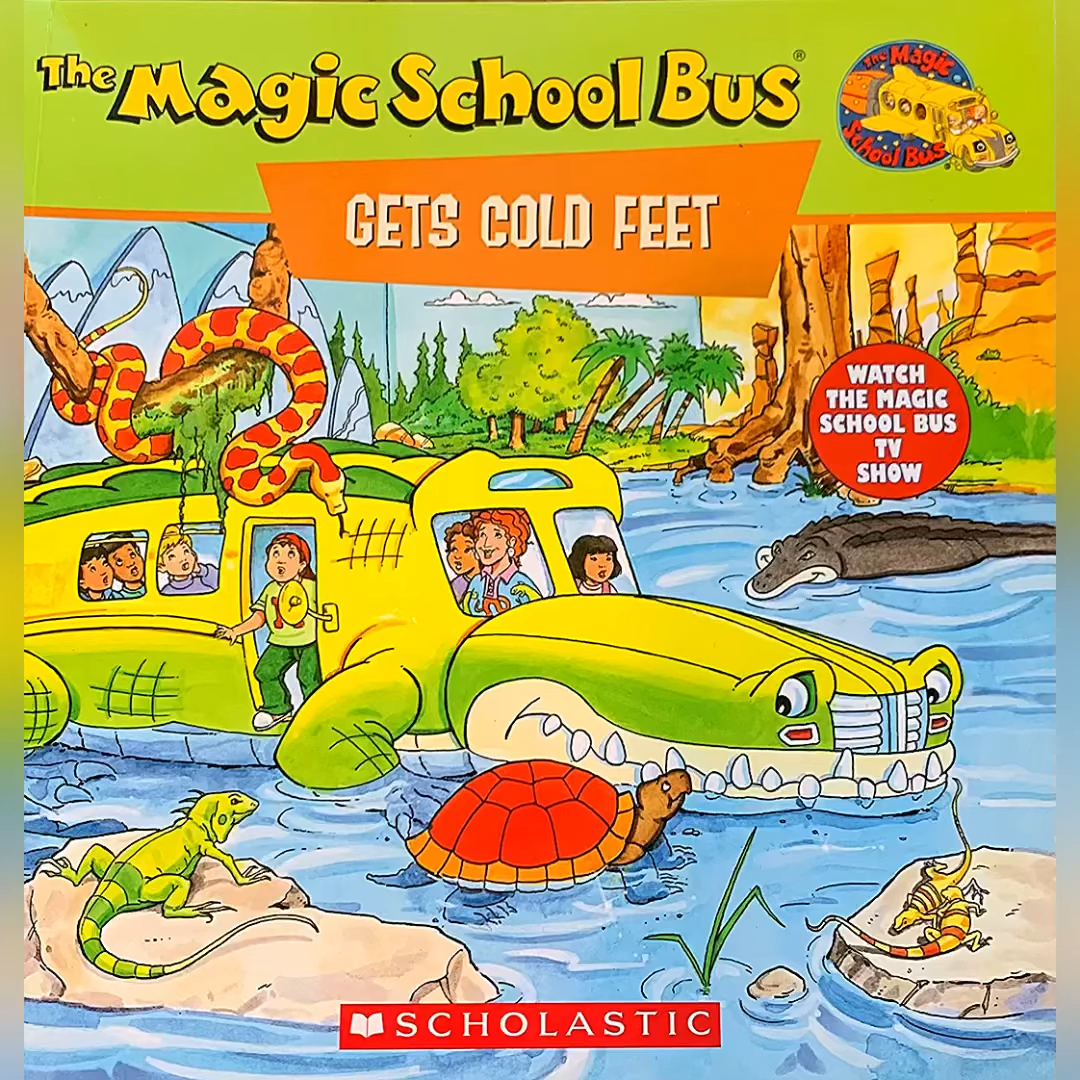 The Magic School Bus®
The Magic
School Bus
GETS COLD FEET
WATCH
THE MAGIC
SCHOOL BUS
TV
SHOW
SCHOLASTIC